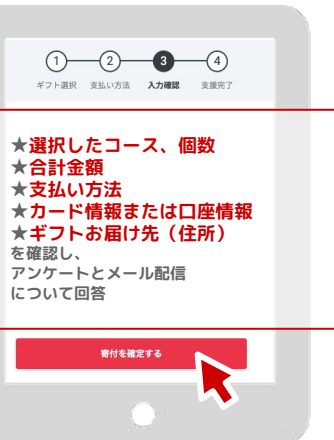 1 2 3 4
ギフト選択 支払い方法 入力確認 支援完了
★選択したコース、個数
★合計金額
★支払い方法
★カード情報または口座情報
★ギフトお届け先（住所）
を確認し、
アンケートとメール配信
について回答
寄付を確定する